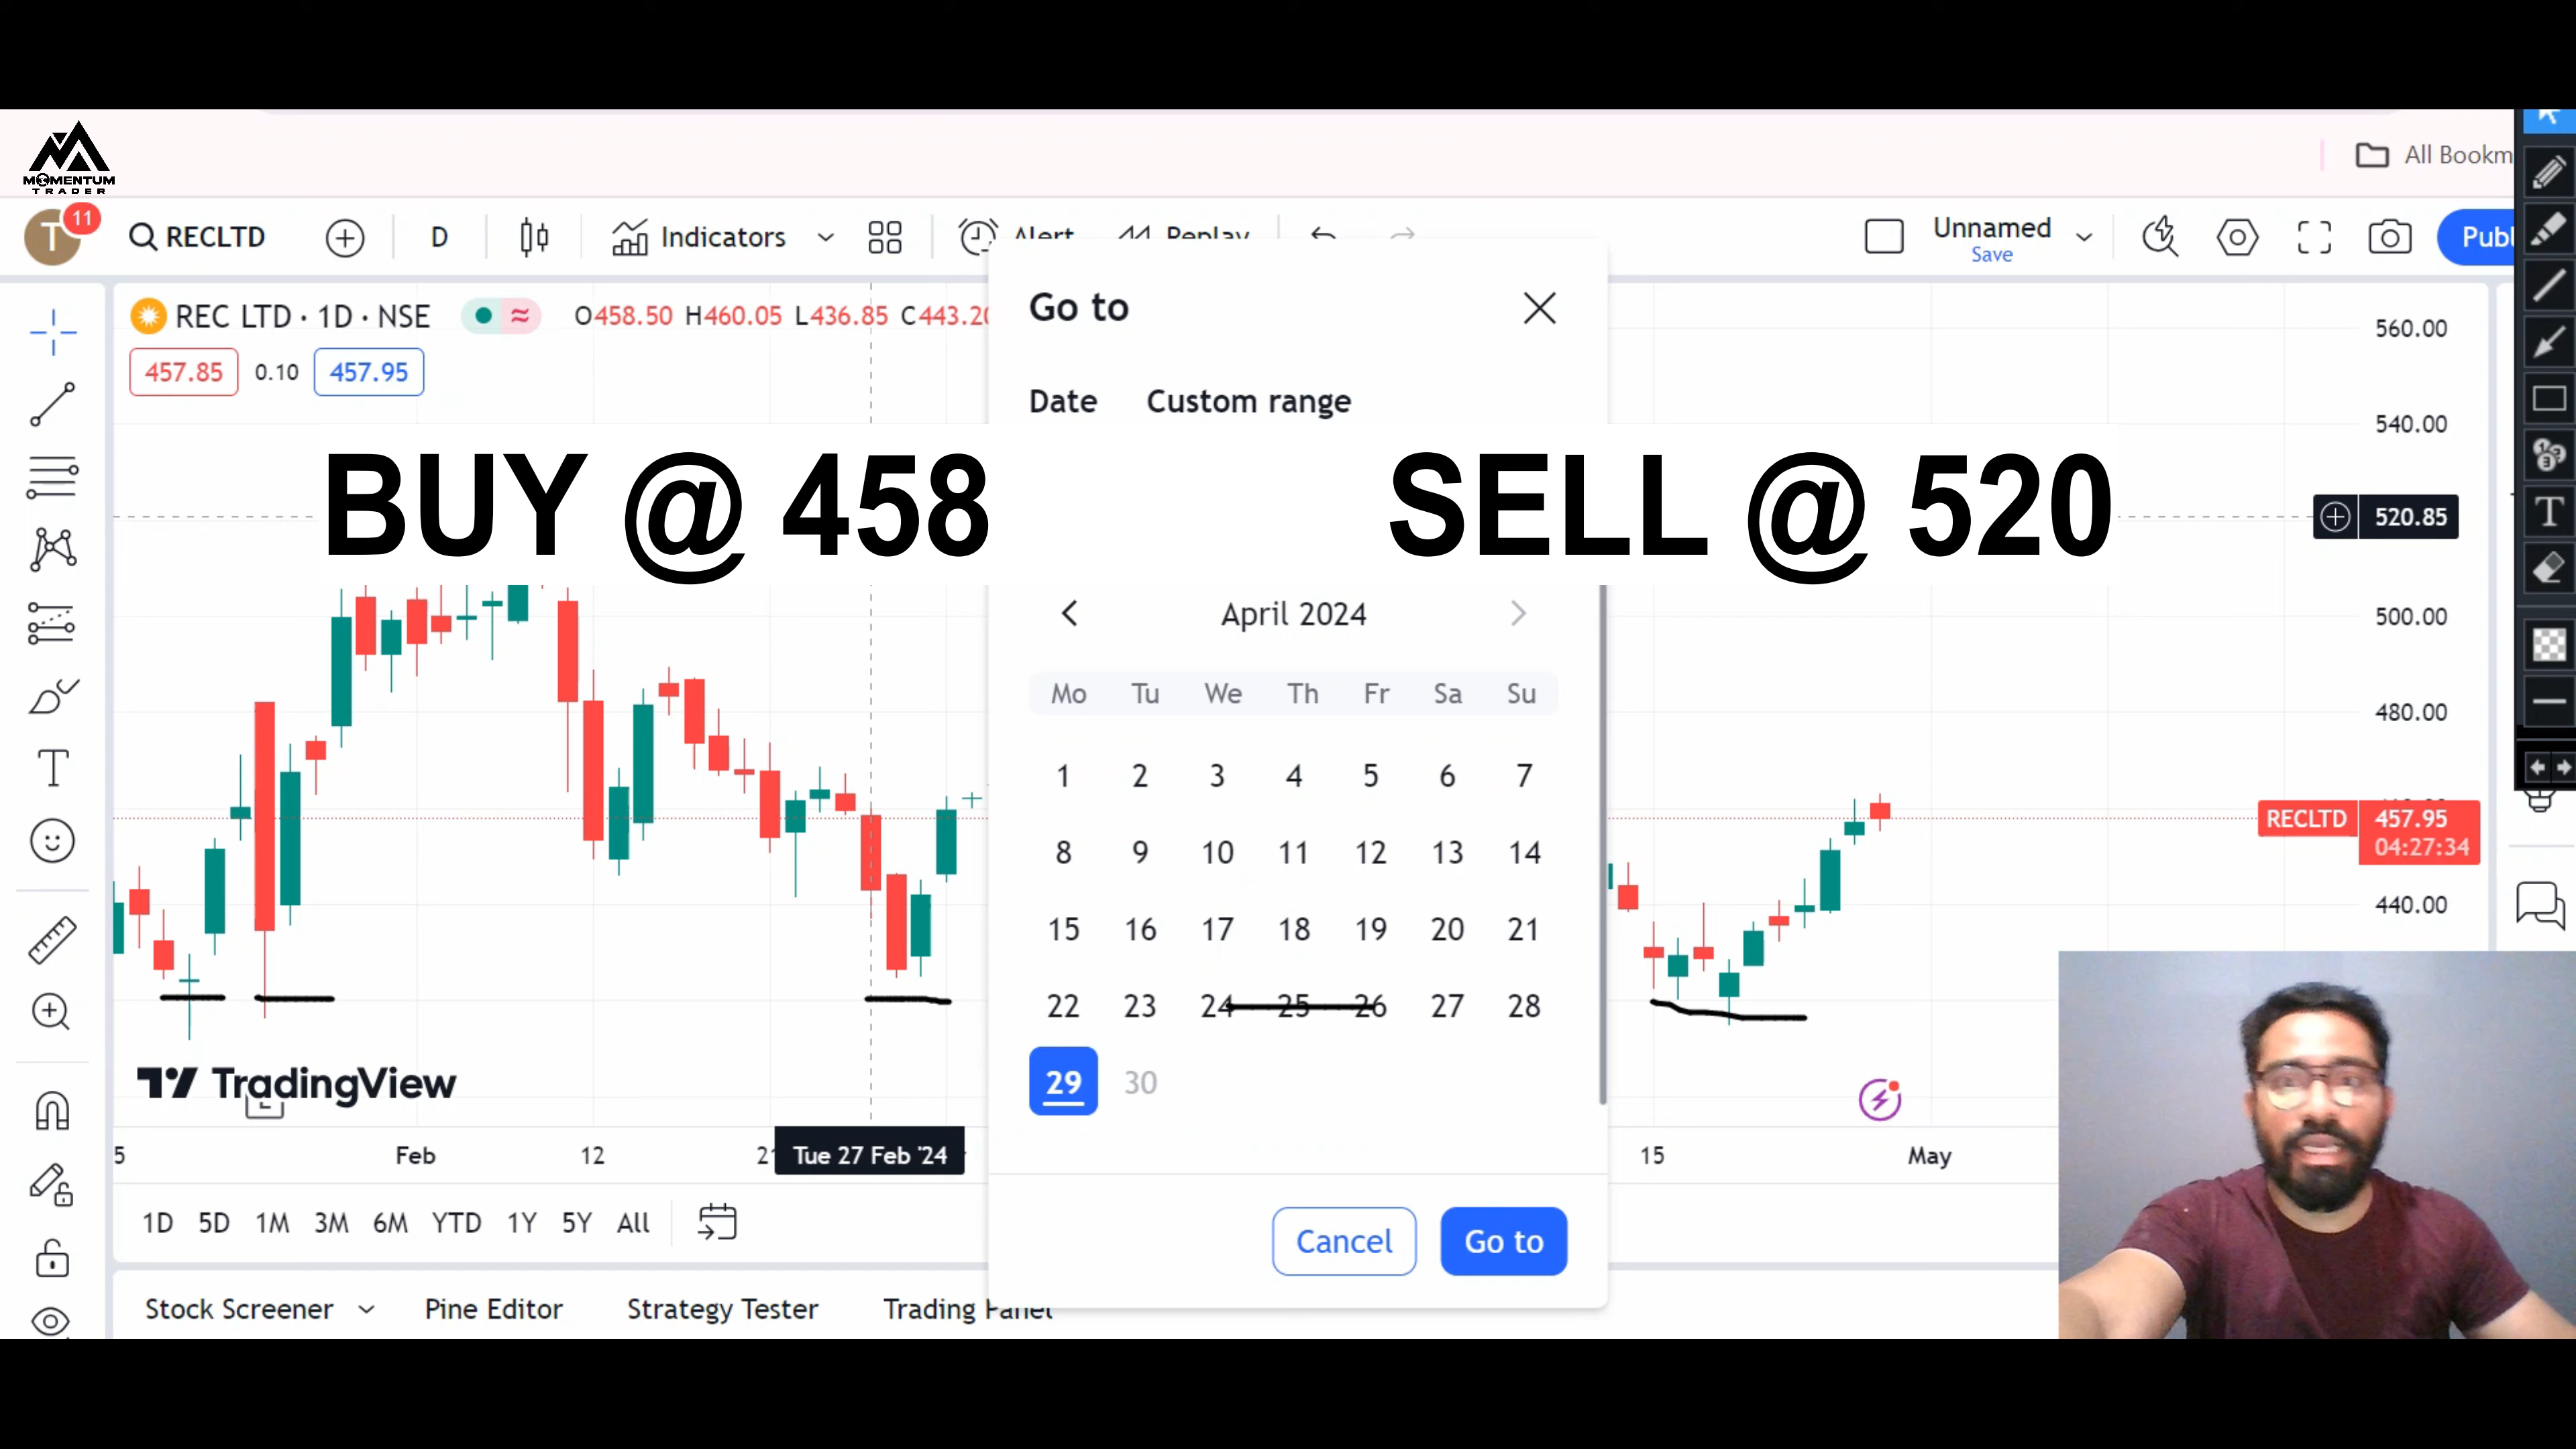 MOMENTUM
TRADER
All Bookm
T
11
RECLTD
D
Indicators
Alert
Replay
Unnamed
Save
Publ
REC LTD · 1D · NSE
O458.50 H460.05 L436.85 C443.20
457.85
0.10
457.95
Go to
Date
Custom range
BUY @ 458
SELL @ 520
560.00
540.00
520.85
500.00
480.00
RECLTD
457.95
04:27:34
440.00
April 2024
Mo Tu We Th Fr Sa Su
1 2 3 4 5 6 7
8 9 10 11 12 13 14
15 16 17 18 19 20 21
22 23 24 25 26 27 28
29 30
TradingView
5
Feb
12
Tue 27 Feb '24
15
May
1D 5D 1M 3M 6M YTD 1Y 5Y All
Cancel
Go to
Stock Screener
Pine Editor
Strategy Tester
Trading Panel